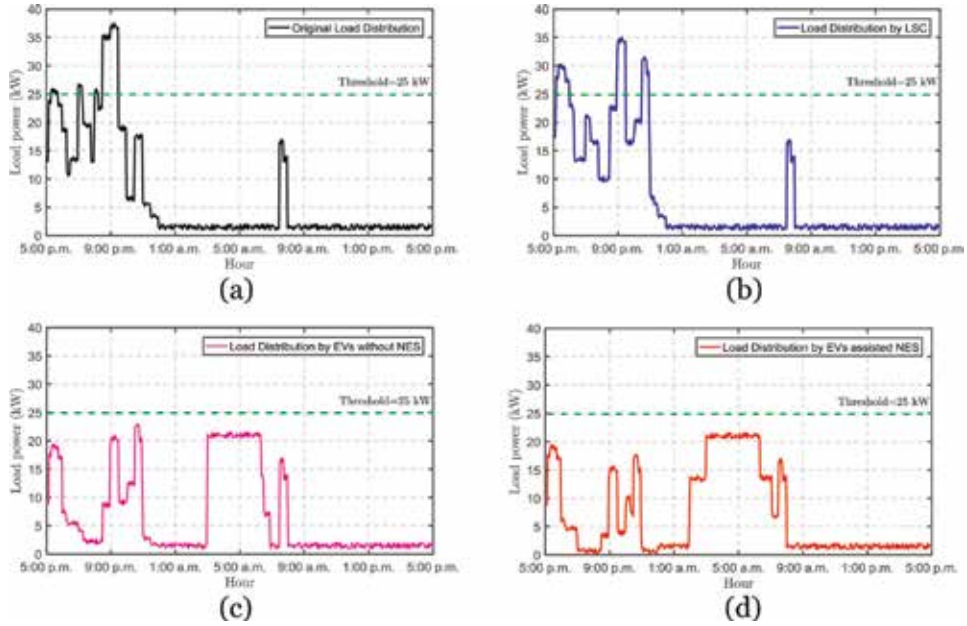 40
35
30
25
20
15
10
5
0
Load power (kW)
Original Load Distribution
Threshold=25 kW
5:00 p.m. 9:00 p.m. 1:00 a.m. 5:00 a.m. 9:00 a.m. 1:00 p.m. 5:00 p.m.
Hour
(a)
40
35
30
25
20
15
10
5
0
Load power (kW)
Load Distribution by LSC
Threshold=25 kW
5:00 p.m. 9:00 p.m. 1:00 a.m. 5:00 a.m. 9:00 a.m. 1:00 p.m. 5:00 p.m.
Hour
(b)
40
35
30
25
20
15
10
5
0
Load power (kW)
Load Distribution by EVs without NES
Threshold=25 kW
5:00 p.m. 9:00 p.m. 1:00 a.m. 5:00 a.m. 9:00 a.m. 1:00 p.m. 5:00 p.m.
Hour
(c)
40
35
30
25
20
15
10
5
0
Load power (kW)
Load Distribution by EVs assisted NES
Threshold=25 kW
5:00 p.m. 9:00 p.m. 1:00 a.m. 5:00 a.m. 9:00 a.m. 1:00 p.m. 5:00 p.m.
Hour
(d)